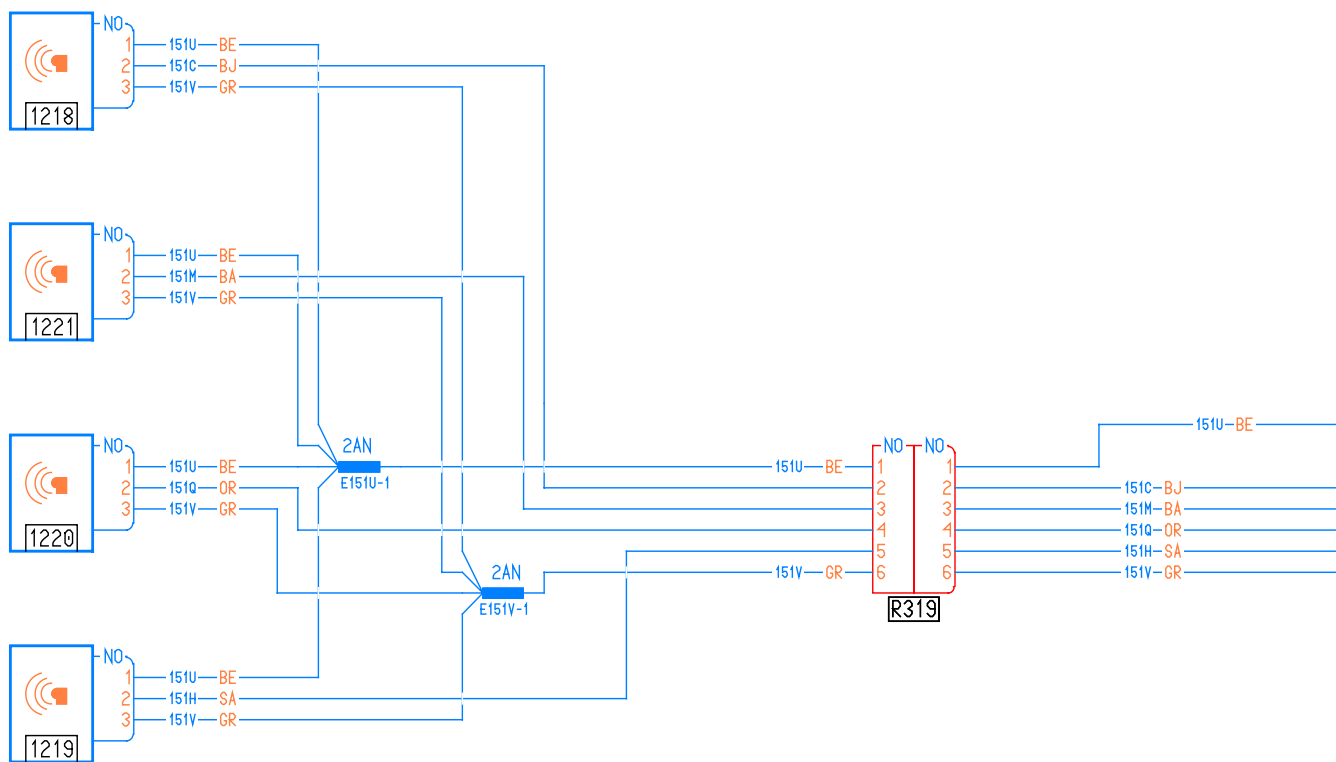 NO
1 151U BE
2 151C BJ
3 151V GR
1218
NO
1 151U BE
2 151M BA
3 151V GR
1221
NO
1 151U BE
2 151Q OR
3 151V GR
1220
2AN
E151U-1
2AN
E151V-1
NO
1 151U BE
2 151H SA
3 151V GR
1219
NO NO
151U BE 1 1 151U BE
2 2 151C BJ
3 3 151M BA
4 4 151Q OR
5 5 151H SA
151V GR 6 6 151V GR
R319